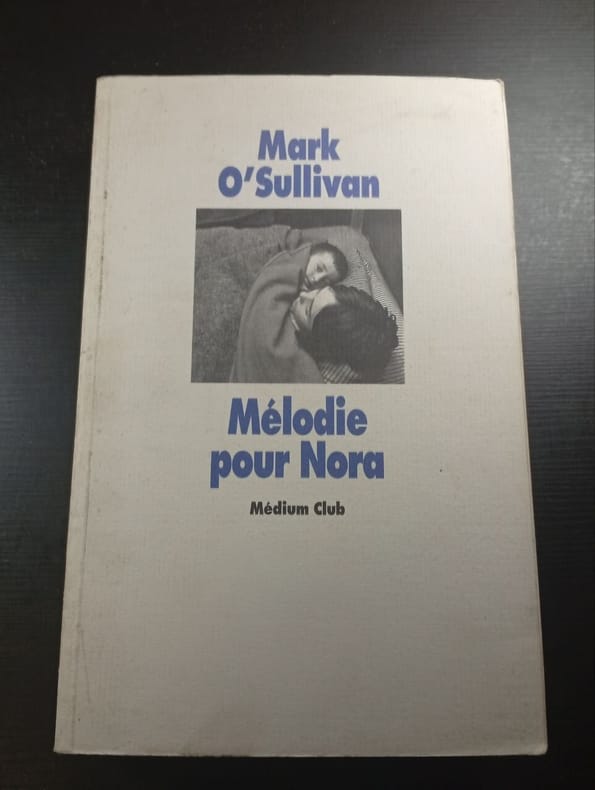 Mark
O'Sullivan
Mélodie
pour Nora
Médium Club